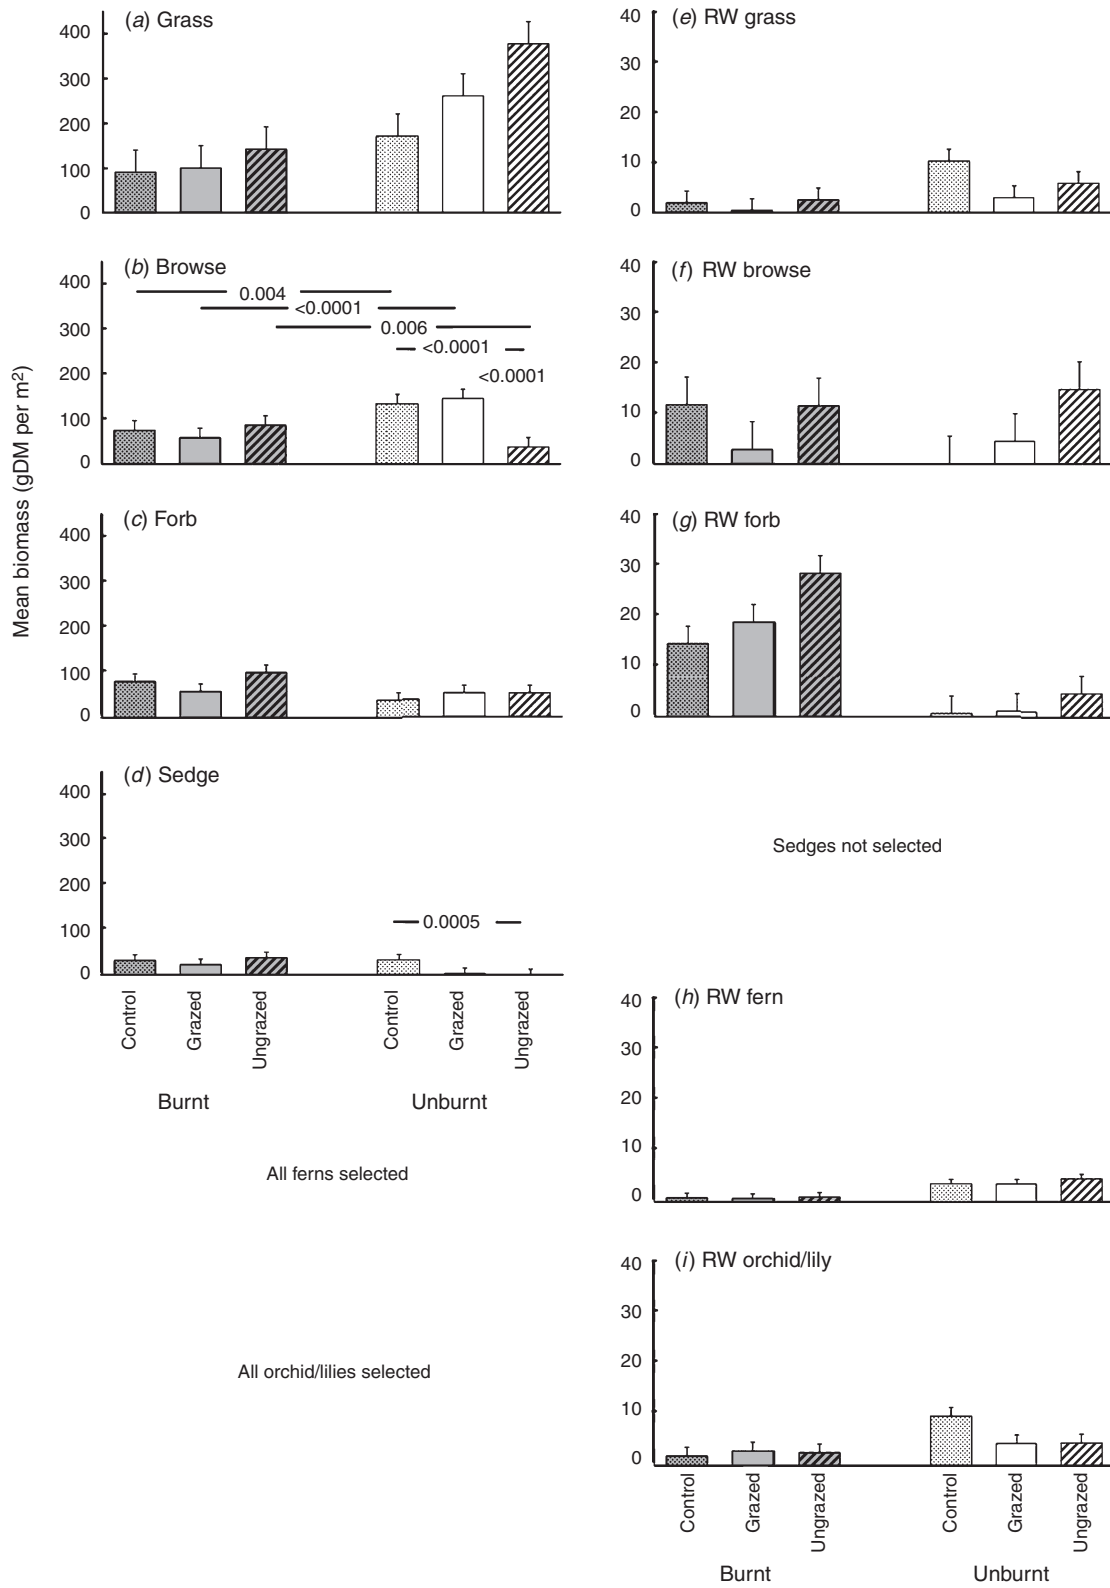 Mean biomass (gDM per m2)
(a) Grass
400
300
200
100
0
(b) Browse
400
300
200
100
0
0.004
<0.0001
0.006
<0.0001
<0.0001
(c) Forb
400
300
200
100
0
(d) Sedge
400
300
200
100
0
0.0005
Control
Grazed
Ungrazed
Control
Grazed
Ungrazed
Burnt
Unburnt
All ferns selected
All orchid/lilies selected
(e) RW grass
40
30
20
10
0
(f) RW browse
40
30
20
10
0
(g) RW forb
40
30
20
10
0
Sedges not selected
(h) RW fern
40
30
20
10
0
(i) RW orchid/lily
40
30
20
10
0
Control
Grazed
Ungrazed
Control
Grazed
Ungrazed
Burnt
Unburnt